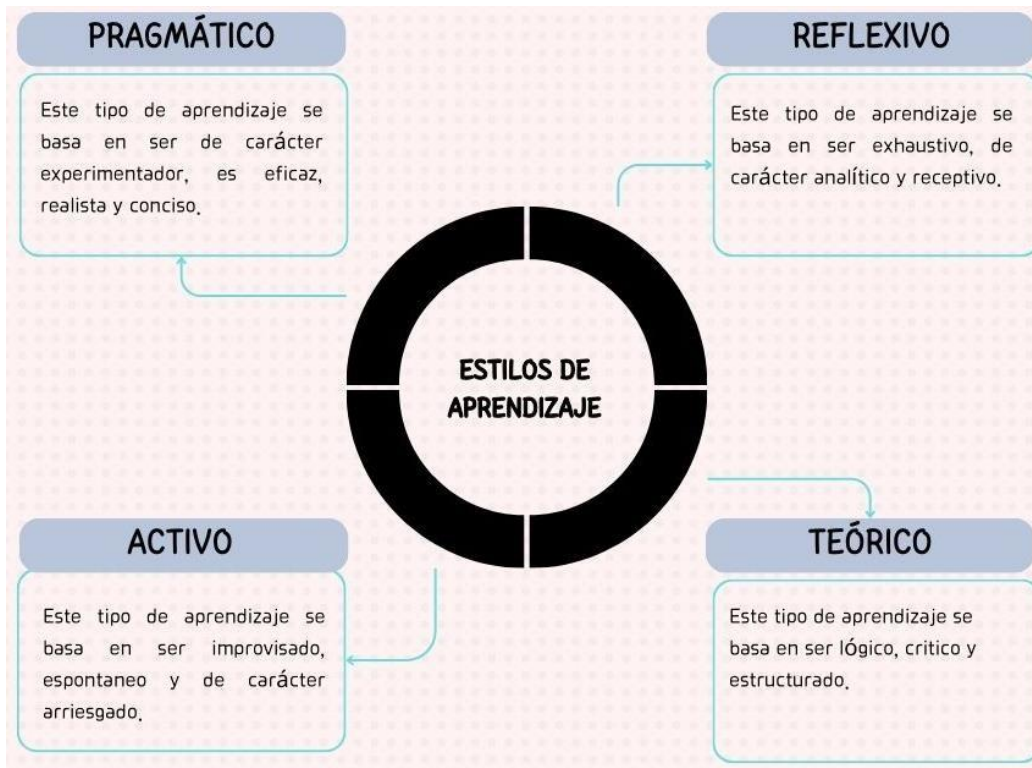 PRAGMÁTICO
Este tipo de aprendizaje se
basa en ser de carácter
experimentador, es eficaz,
realista y conciso.
REFLEXIVO
Este tipo de aprendizaje se
basa en ser exhaustivo, de
carácter analítico y receptivo.
ESTILOS DE
APRENDIZAJE
ACTIVO
Este tipo de aprendizaje se
basa en ser improvisado,
espontaneo y de carácter
arriesgado.
TEÓRICO
Este tipo de aprendizaje se
basa en ser lógico, critico y
estructurado.